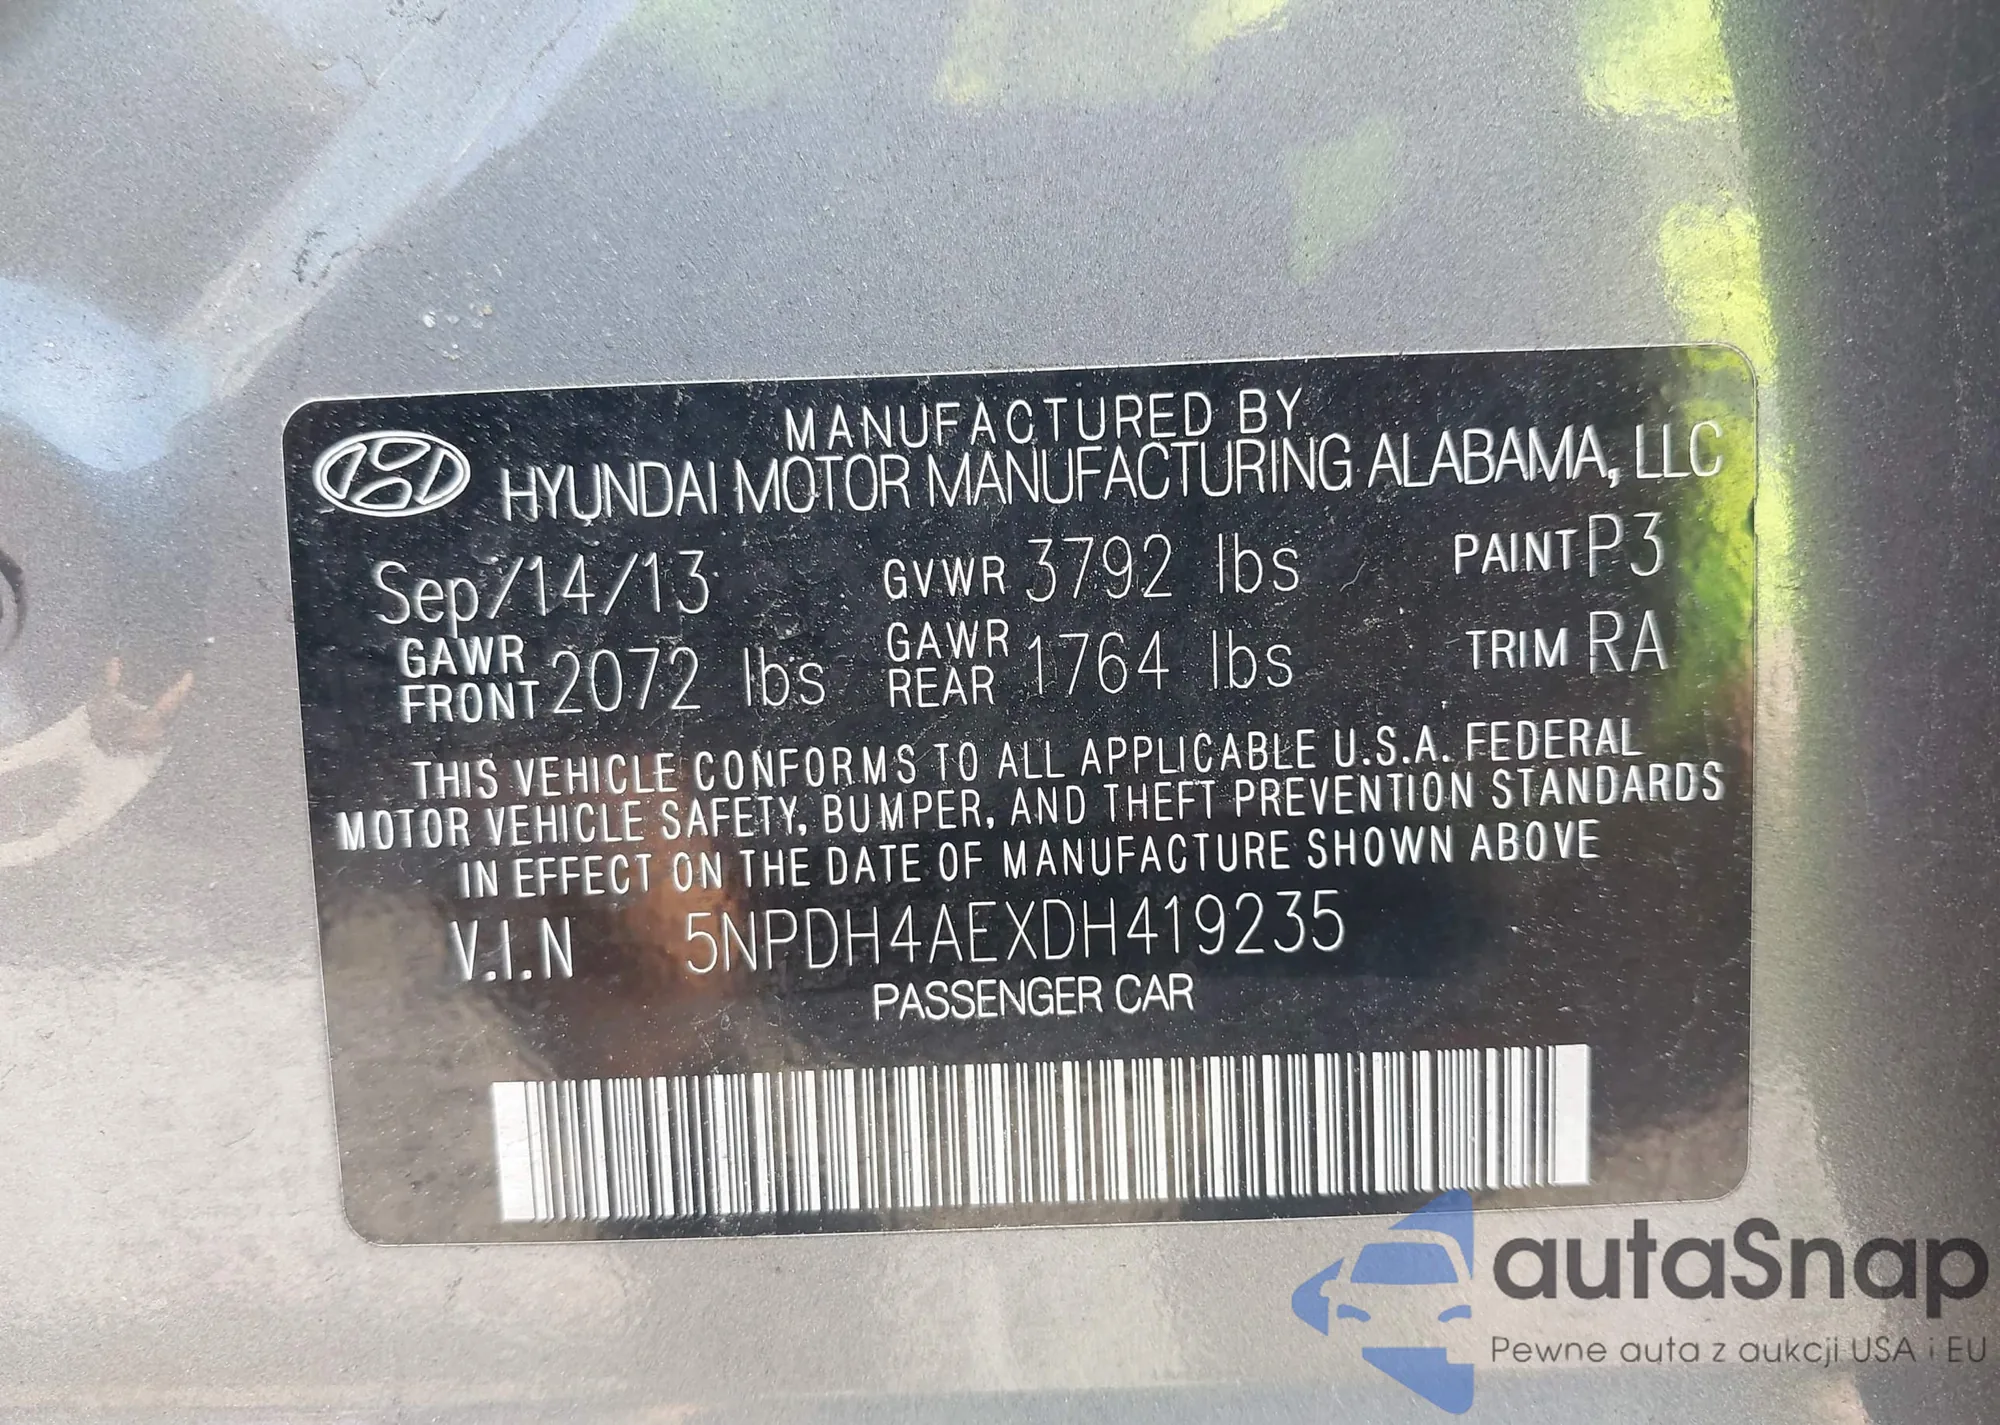 MANUFACTURED BY
HYUNDAI MOTOR MANUFACTURING ALABAMA, LLC
Sep/14/13 GVWR 3792 lbs PAINT P3
GAWR FRONT 2072 lbs GAWR REAR 1764 lbs TRIM RA
THIS VEHICLE CONFORMS TO ALL APPLICABLE U.S.A. FEDERAL
MOTOR VEHICLE SAFETY, BUMPER, AND THEFT PREVENTION STANDARDS
IN EFFECT ON THE DATE OF MANUFACTURE SHOWN ABOVE
V.I.N 5NPDH4AEXDH419235
PASSENGER CAR
autaSnap
Pewne auta z aukcji USA i EU